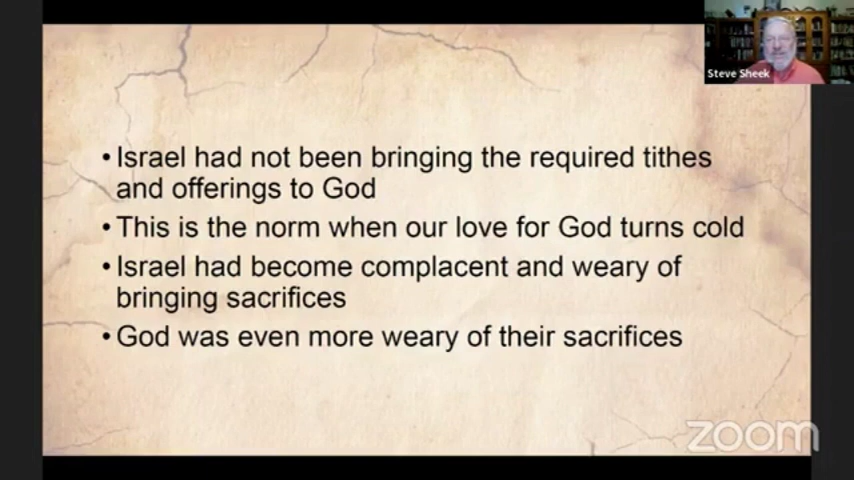 Steve Sheek
• Israel had not been bringing the required tithes
and offerings to God
• This is the norm when our love for God turns cold
• Israel had become complacent and weary of
bringing sacrifices
• God was even more weary of their sacrifices
zoom